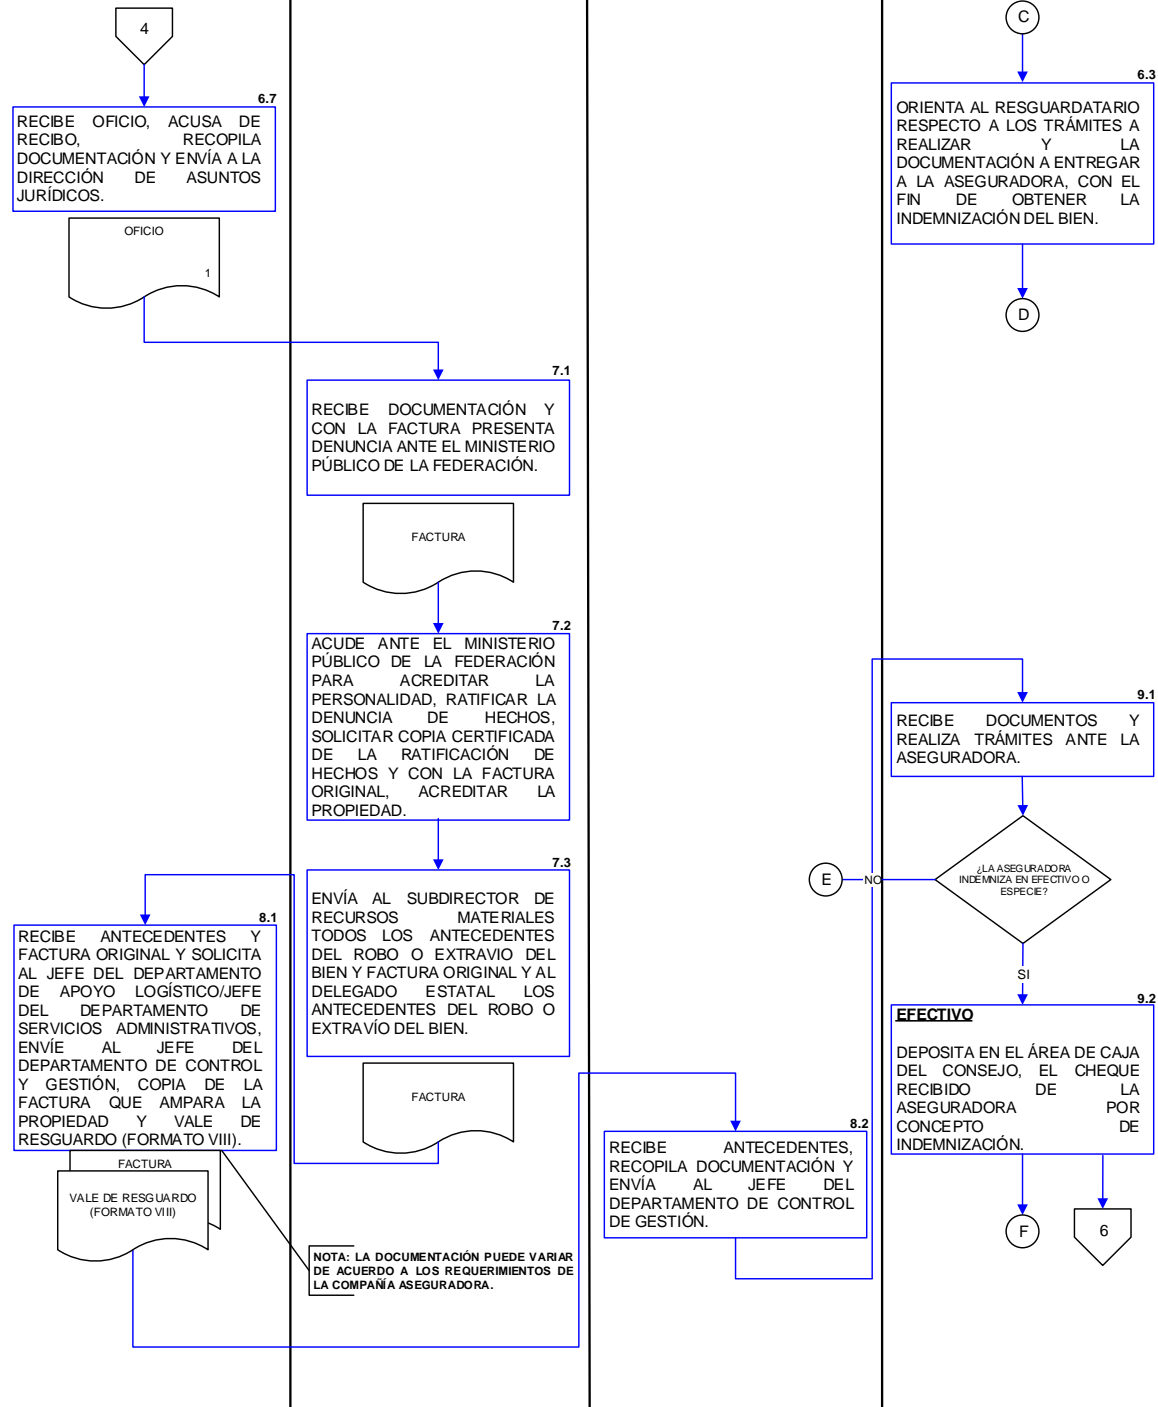 4
6.7
RECIBE OFICIO, ACUSA DE
RECIBO, RECOPILA
DOCUMENTACIÓN Y ENVÍA A LA
DIRECCIÓN DE ASUNTOS
JURÍDICOS.
OFICIO
1
7.1
RECIBE DOCUMENTACIÓN Y
CON LA FACTURA PRESENTA
DENUNCIA ANTE EL MINISTERIO
PÚBLICO DE LA FEDERACIÓN.
FACTURA
7.2
ACUDE ANTE EL MINISTERIO
PÚBLICO DE LA FEDERACIÓN
PARA ACREDITAR LA
PERSONALIDAD, RATIFICAR LA
DENUNCIA DE HECHOS,
SOLICITAR COPIA CERTIFICADA
DE LA RATIFICACIÓN DE
HECHOS Y CON LA FACTURA
ORIGINAL, ACREDITAR LA
PROPIEDAD.
7.3
ENVÍA AL SUBDIRECTOR DE
RECURSOS MATERIALES
TODOS LOS ANTECEDENTES
DEL ROBO O EXTRAVIO DEL
BIEN Y FACTURA ORIGINAL Y AL
DELEGADO ESTATAL LOS
ANTECEDENTES DEL ROBO O
EXTRAVÍO DEL BIEN.
FACTURA
8.1
RECIBE ANTECEDENTES Y
FACTURA ORIGINAL Y SOLICITA
AL JEFE DEL DEPARTAMENTO
DE APOYO LOGÍSTICO/JEFE
DEL DEPARTAMENTO DE
SERVICIOS ADMINISTRATIVOS,
ENVÍE AL JEFE DEL
DEPARTAMENTO DE CONTROL
Y GESTIÓN, COPIA DE LA
FACTURA QUE AMPARA LA
PROPIEDAD Y VALE DE
RESGUARDO (FORMATO VIII).
FACTURA
VALE DE RESGUARDO
(FORMATO VIII)
NOTA: LA DOCUMENTACIÓN PUEDE VARIAR
DE ACUERDO A LOS REQUERIMIENTOS DE
LA COMPAÑÍA ASEGURADORA.
8.2
RECIBE ANTECEDENTES,
RECOPILA DOCUMENTACIÓN Y
ENVÍA AL JEFE DEL
DEPARTAMENTO DE CONTROL
DE GESTIÓN.
C
6.3
ORIENTA AL RESGUARDATARIO
RESPECTO A LOS TRÁMITES A
REALIZAR Y LA
DOCUMENTACIÓN A ENTREGAR
A LA ASEGURADORA, CON EL
FIN DE OBTENER LA
INDEMNIZACIÓN DEL BIEN.
D
9.1
RECIBE DOCUMENTOS Y
REALIZA TRÁMITES ANTE LA
ASEGURADORA.
¿LA ASEGURADORA
INDEMNIZA EN EFECTIVO O
ESPECIE?
NO
E
SI
9.2
EFECTIVO
DEPOSITA EN EL ÁREA DE CAJA
DEL CONSEJO, EL CHEQUE
RECIBIDO DE LA
ASEGURADORA POR
CONCEPTO DE
INDEMNIZACIÓN.
F
6